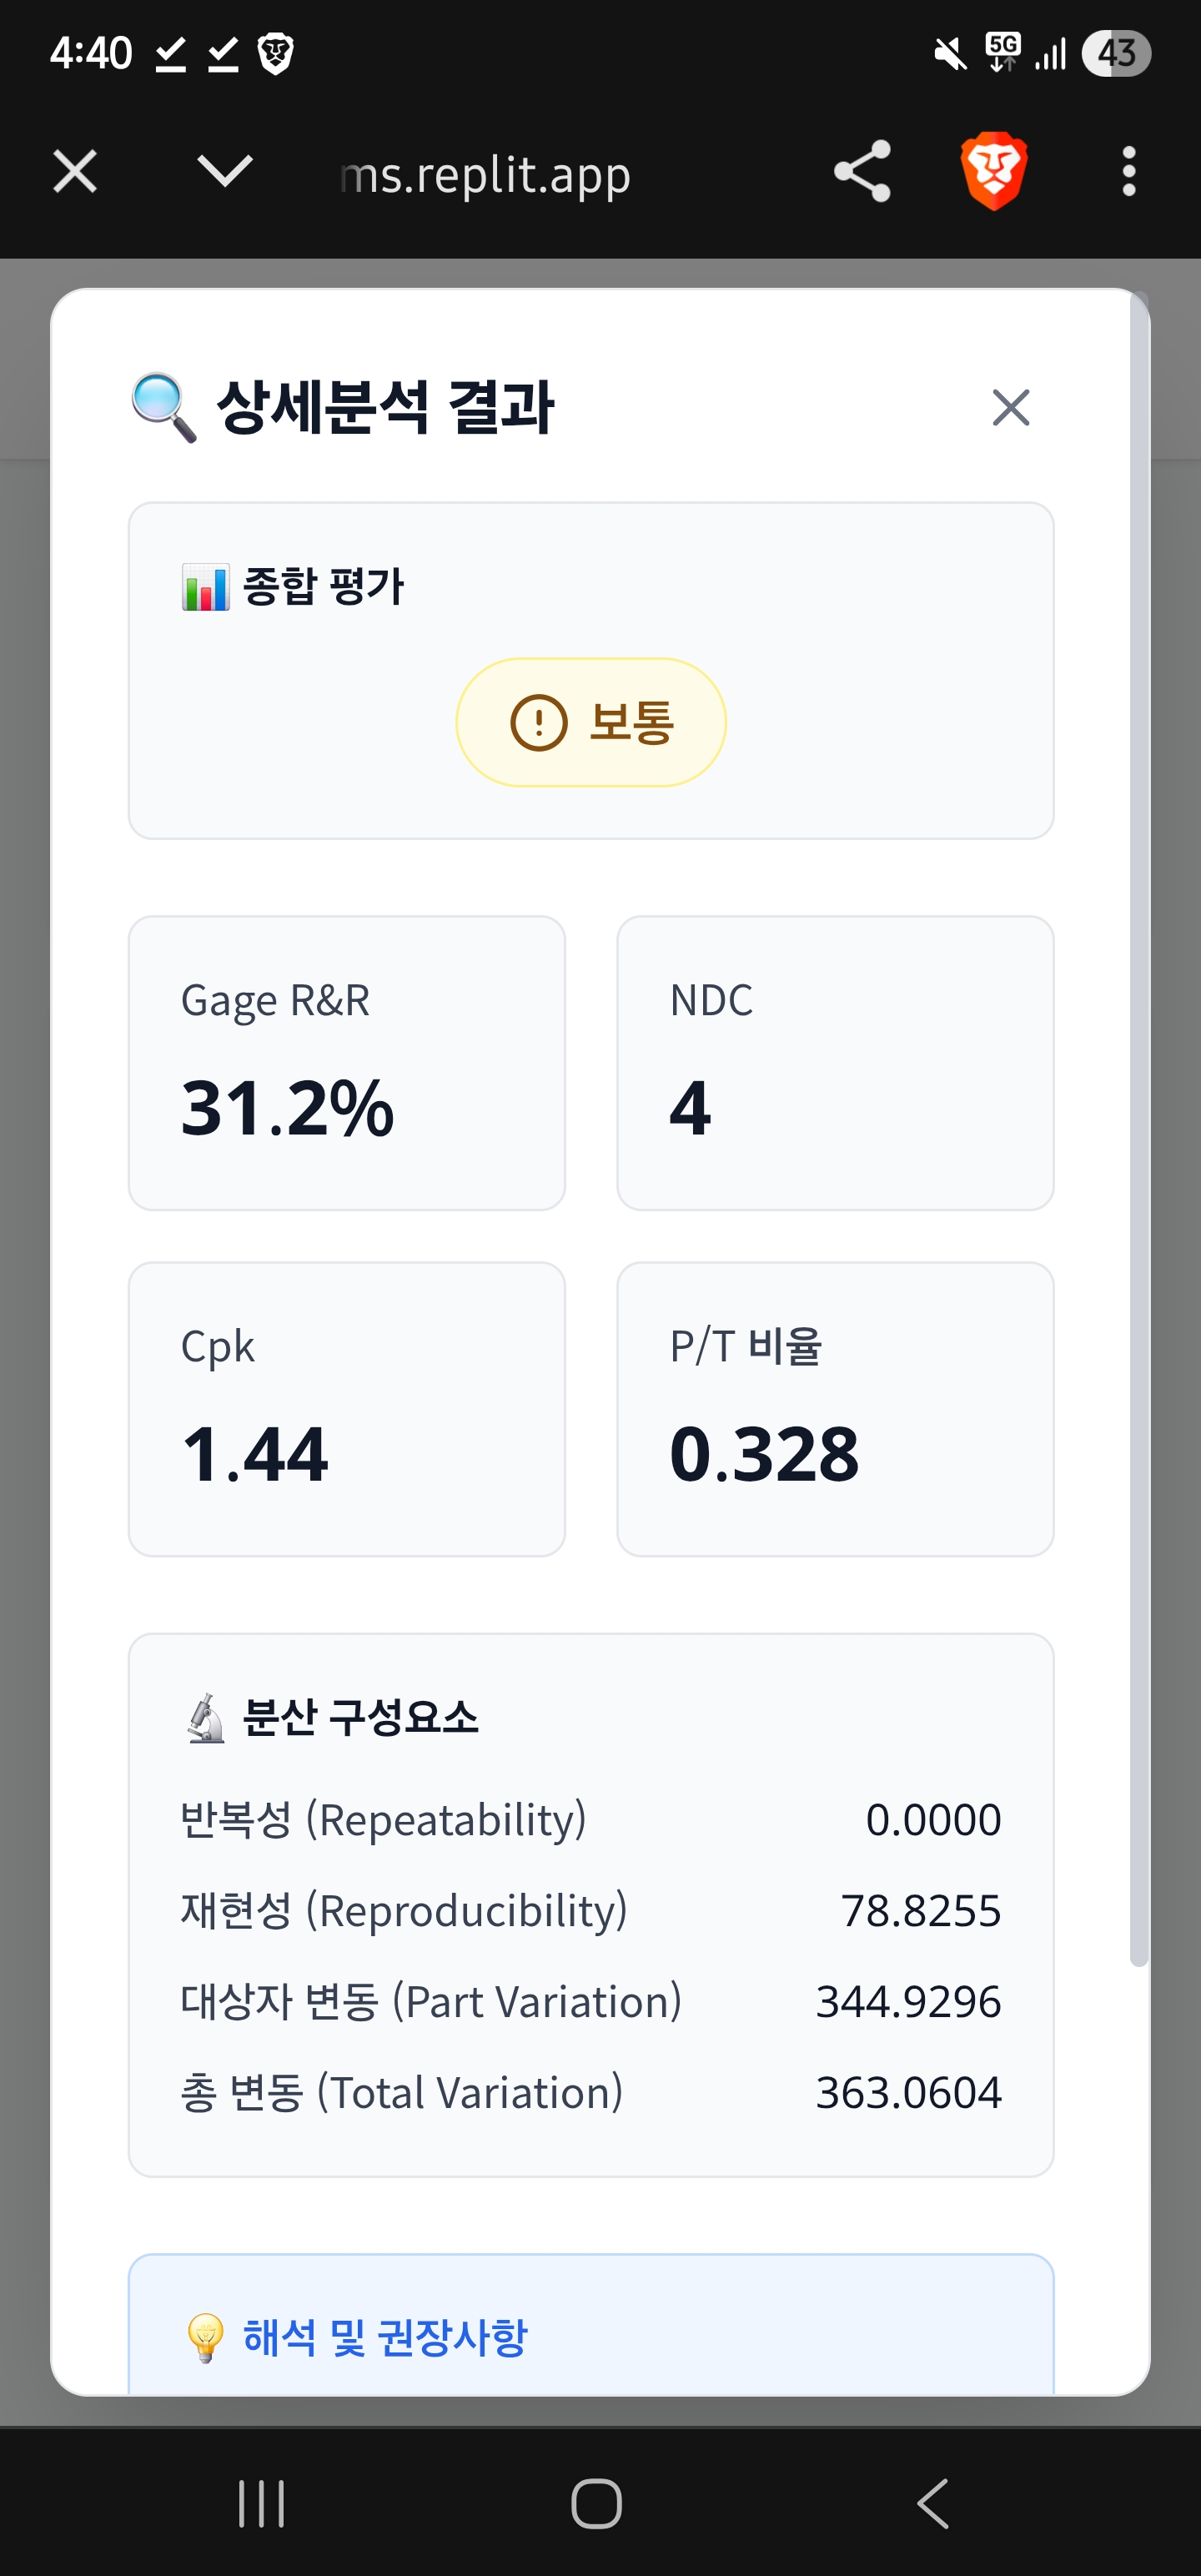 4:40
5G
43
ms.replit.app
상세분석 결과
종합 평가
보통
Gage R&R
31.2%
NDC
4
Cpk
1.44
P/T 비율
0.328
분산 구성요소
반복성 (Repeatability) 0.0000
재현성 (Reproducibility) 78.8255
대상자 변동 (Part Variation) 344.9296
총 변동 (Total Variation) 363.0604
해석 및 권장사항